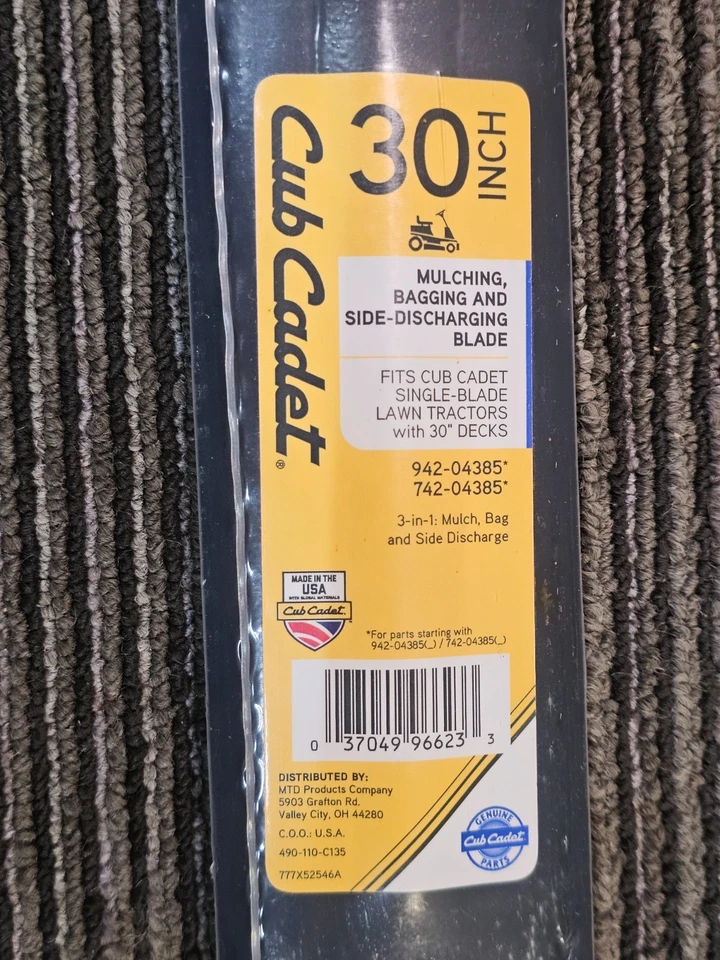 Cub Cadet®
30 INCH
MULCHING,
BAGGING AND
SIDE-DISCHARGING
BLADE
FITS CUB CADET
SINGLE-BLADE
LAWN TRACTORS
with 30" DECKS
942-04385*
742-04385*
3-in-1: Mulch, Bag
and Side Discharge
MADE IN THE
USA
WITH GLOBAL MATERIALS
Cub Cadet.
*For parts starting with
942-04385(_) / 742-04385(_)
0 37049 96623 3
DISTRIBUTED BY:
MTD Products Company
5903 Grafton Rd.
Valley City, OH 44280
C.O.O.: U.S.A.
490-110-C135
777X52546A
GENUINE
Cub Cadet
PARTS